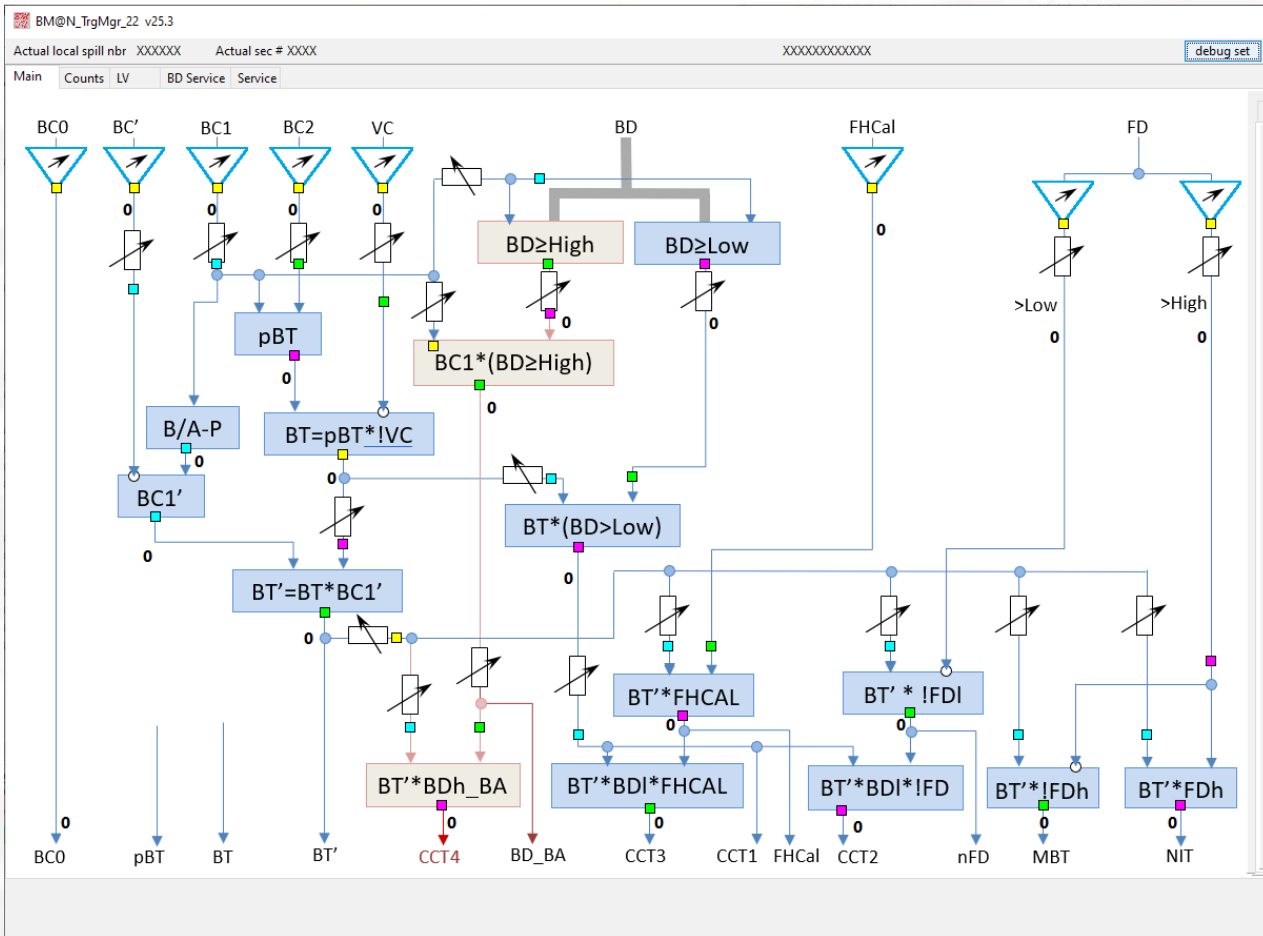 BM@N_TrgMgr_22 v25.3
Actual local spill nbr XXXXXX Actual sec # XXXX XXXXXXXXXXXX debug set
Main Counts LV BD Service Service
BC0 BC’ BC1 BC2 VC BD FHCal FD
0 0 0 0
0
BD≥High BD≥Low
>Low >High
0 0
0 0
pBT
BC1*(BD≥High)
0
0
B/A-P BT=pBT*!VC
0
0
BC1’
BT*(BD>Low)
0
0
BT’=BT*BC1’
0
BT’*FHCAL BT’ * !FDl
0 0
BT’*BDh_BA BT’*BDl*FHCAL BT’*BDl*!FD BT’*!FDh BT’*FDh
0 0 0 0 0 0
BC0 pBT BT BT’ CCT4 BD_BA CCT3 CCT1 FHCal CCT2 nFD MBT NIT